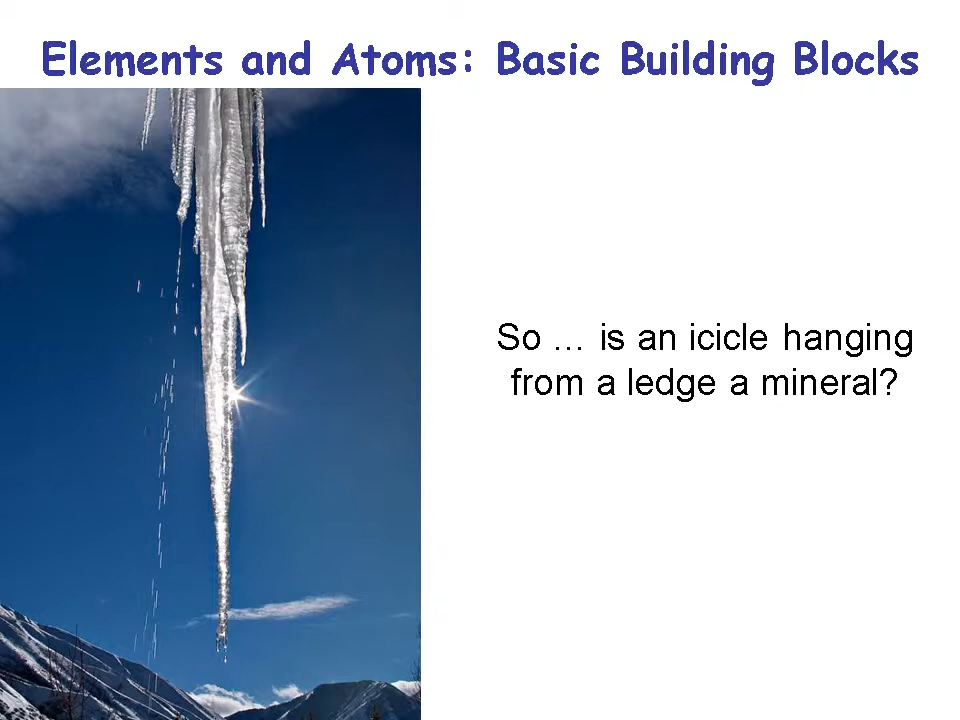 Elements and Atoms: Basic Building Blocks
So … is an icicle hanging
from a ledge a mineral?